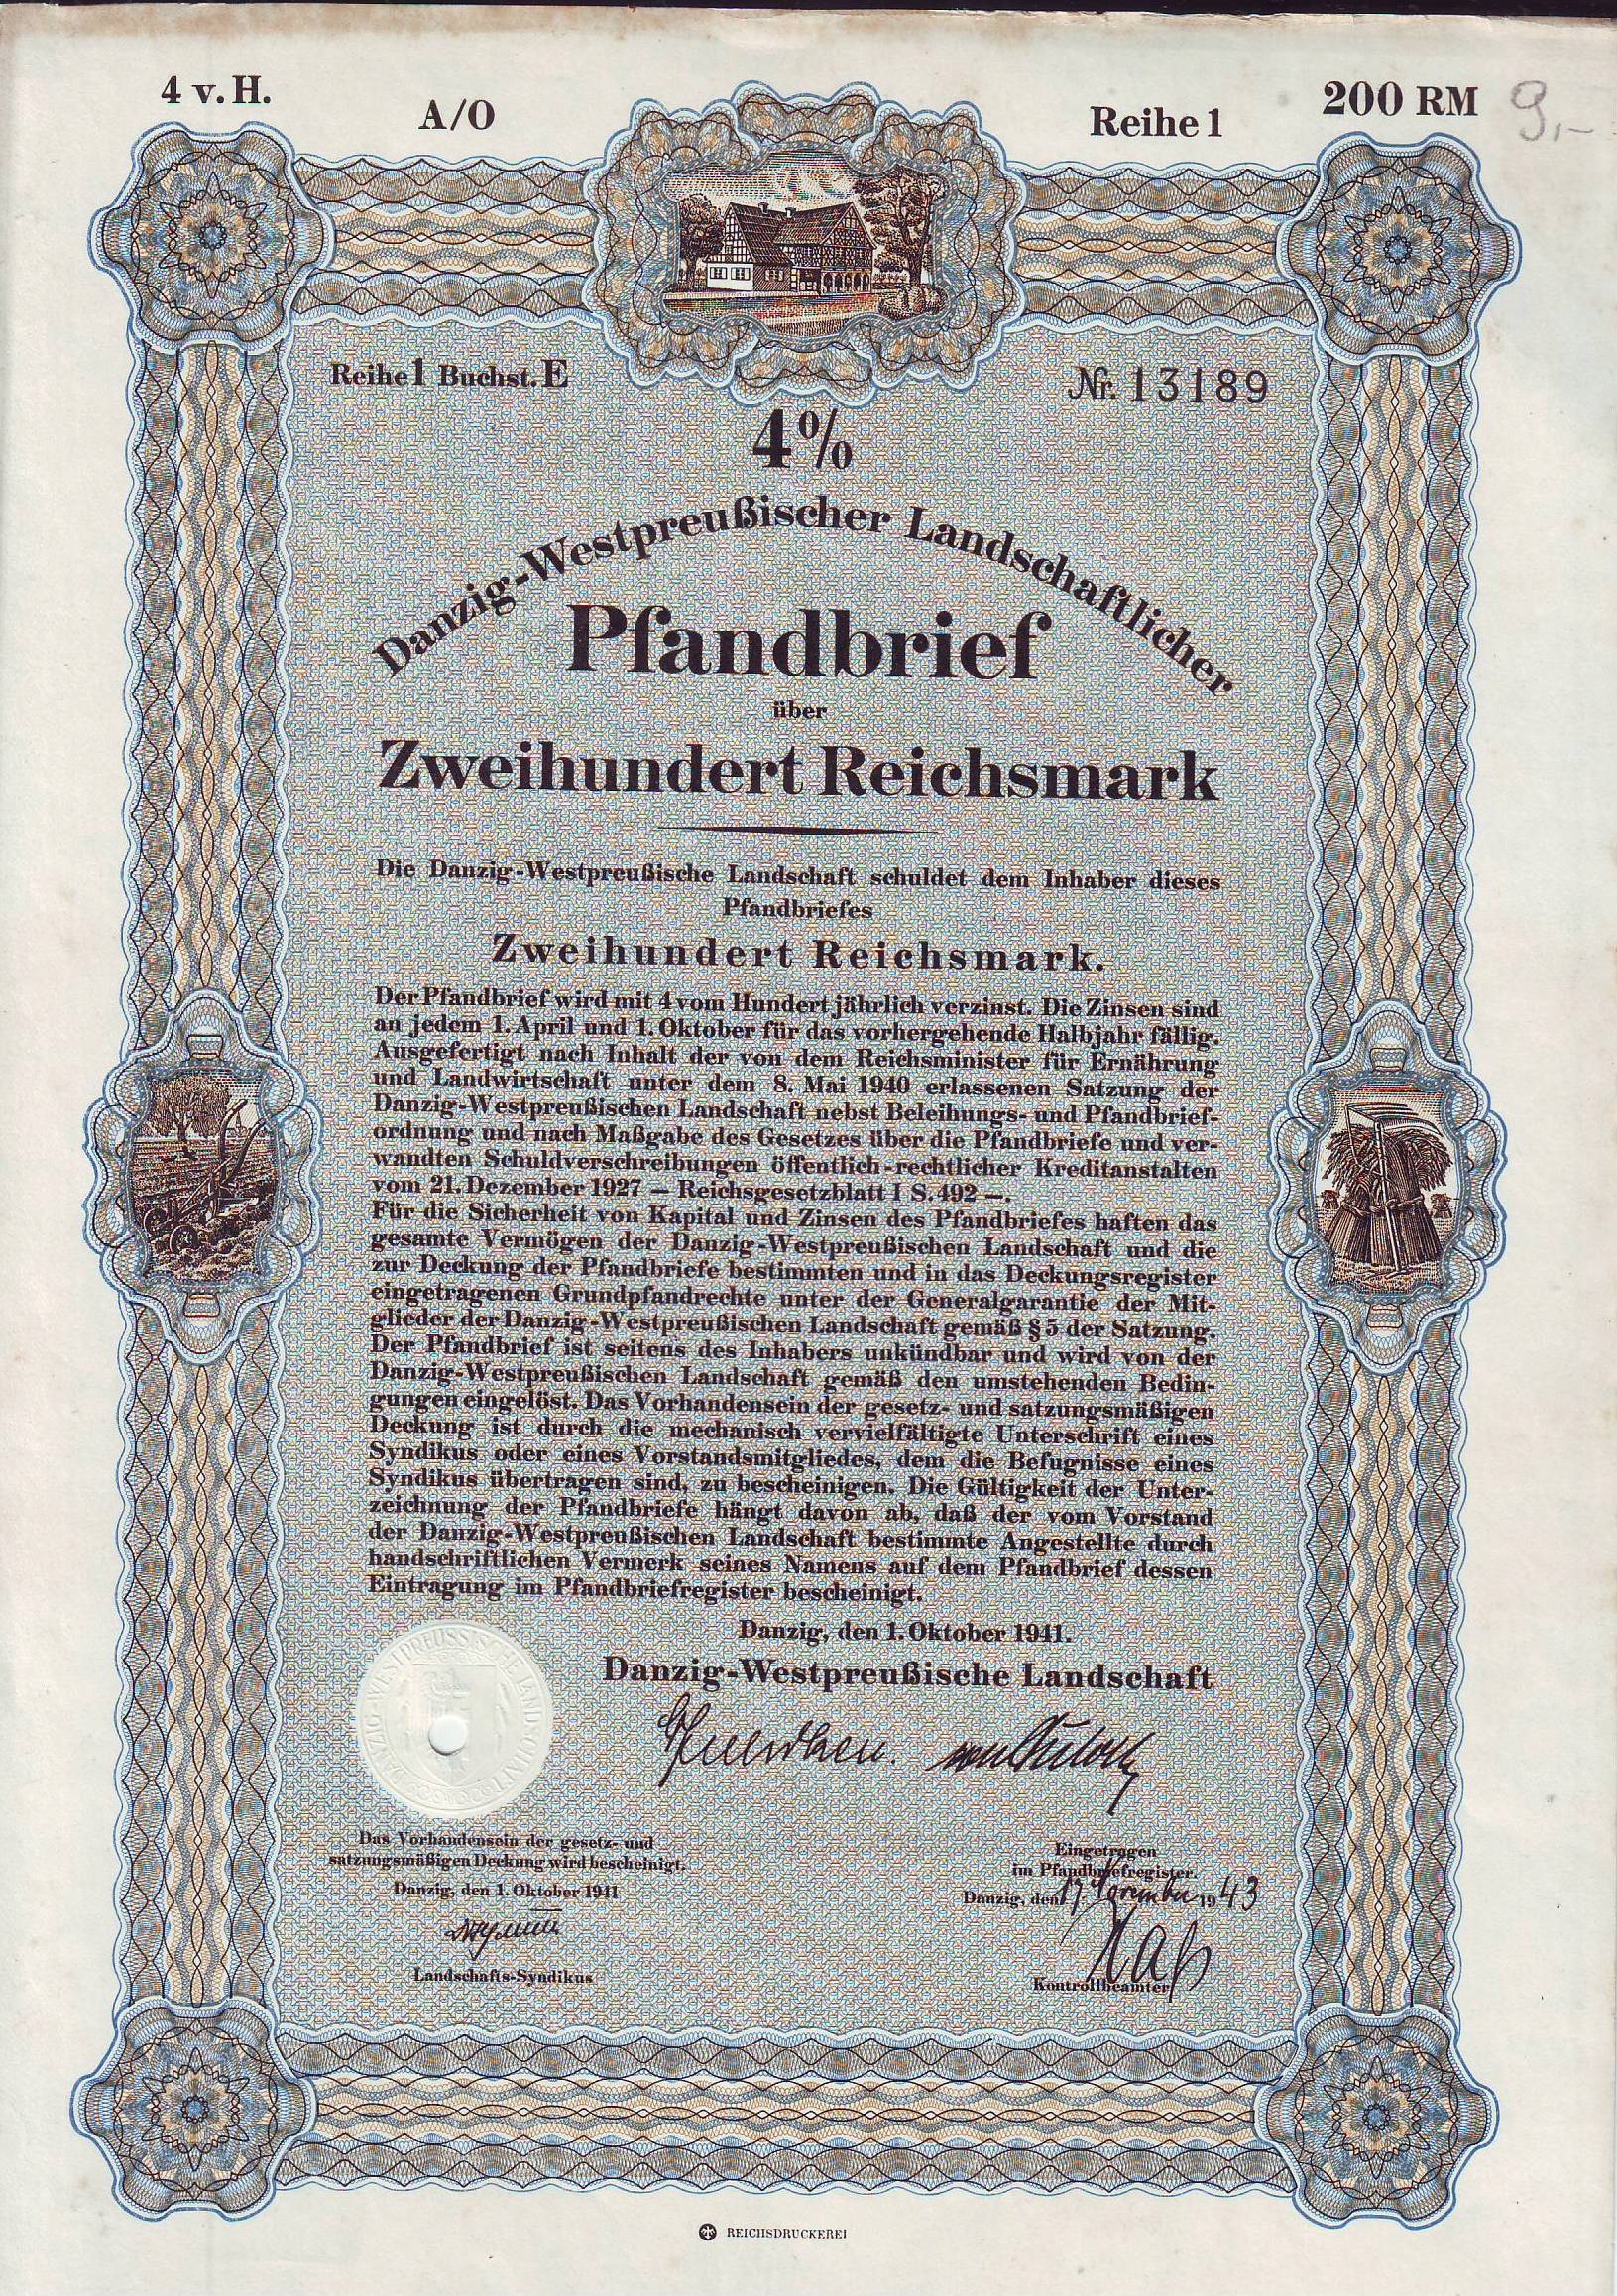 4 v. H.
A/O
Reihe 1
200 RM
9,–
Reihe 1 Buchst. E
Nr. 13189
4%
Danzig-Westpreußischer Landschaftlicher
Pfandbrief
über
Zweihundert Reichsmark
Die Danzig-Westpreußische Landschaft schuldet dem Inhaber dieses
Pfandbriefes
Zweihundert Reichsmark.
Der Pfandbrief wird mit 4 vom Hundert jährlich verzinst. Die Zinsen sind
an jedem 1. April und 1. Oktober für das vorhergehende Halbjahr fällig.
Ausgefertigt nach Inhalt der von dem Reichsminister für Ernährung
und Landwirtschaft unter dem 8. Mai 1940 erlassenen Satzung der
Danzig-Westpreußischen Landschaft nebst Beleihungs- und Pfandbrief-
ordnung und nach Maßgabe des Gesetzes über die Pfandbriefe und ver-
wandten Schuldverschreibungen öffentlich-rechtlicher Kreditanstalten
vom 21. Dezember 1927 – Reichsgesetzblatt I S. 492 –.
Für die Sicherheit von Kapital und Zinsen des Pfandbriefes haften das
gesamte Vermögen der Danzig-Westpreußischen Landschaft und die
zur Deckung der Pfandbriefe bestimmten und in das Deckungsregister
eingetragenen Grundpfandrechte unter der Generalgarantie der Mit-
glieder der Danzig-Westpreußischen Landschaft gemäß § 5 der Satzung.
Der Pfandbrief ist seitens des Inhabers unkündbar und wird von der
Danzig-Westpreußischen Landschaft gemäß den umstehenden Bedin-
gungen eingelöst. Das Vorhandensein der gesetz- und satzungsmäßigen
Deckung ist durch die mechanisch vervielfältigte Unterschrift eines
Syndikus oder eines Vorstandsmitgliedes, dem die Befugnisse eines
Syndikus übertragen sind, zu bescheinigen. Die Gültigkeit der Unter-
zeichnung der Pfandbriefe hängt davon ab, daß der vom Vorstand
der Danzig-Westpreußischen Landschaft bestimmte Angestellte durch
handschriftlichen Vermerk seines Namens auf dem Pfandbrief dessen
Eintragung im Pfandbriefregister bescheinigt.
Danzig, den 1. Oktober 1941.
Danzig-Westpreußische Landschaft
DANZIG-WESTPREUSSISCHE LANDSCHAFT
Das Vorhandensein der gesetz- und
satzungsmäßigen Deckung wird bescheinigt.
Danzig, den 1. Oktober 1941
Landschafts-Syndikus
Eingetragen
im Pfandbriefregister.
Danzig, den 17. November 1943
Kontrollbeamter
REICHSDRUCKEREI